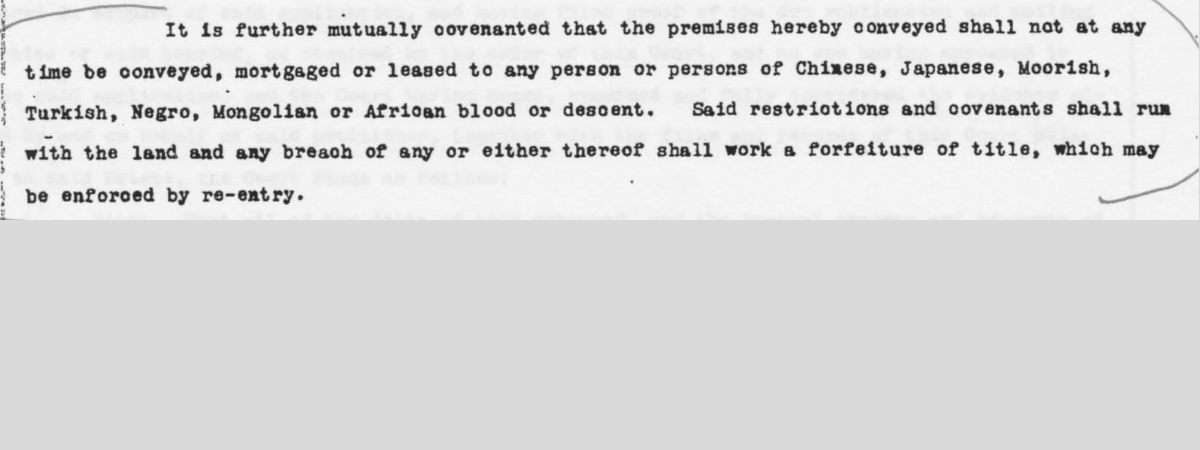 It is further mutually covenanted that the premises hereby conveyed shall not at any
time be conveyed, mortgaged or leased to any person or persons of Chinese, Japanese, Moorish,
Turkish, Negro, Mongolian or African blood or descent. Said restrictions and covenants shall run
with the land and any breach of any or either thereof shall work a forfeiture of title, which may
be enforced by re-entry.